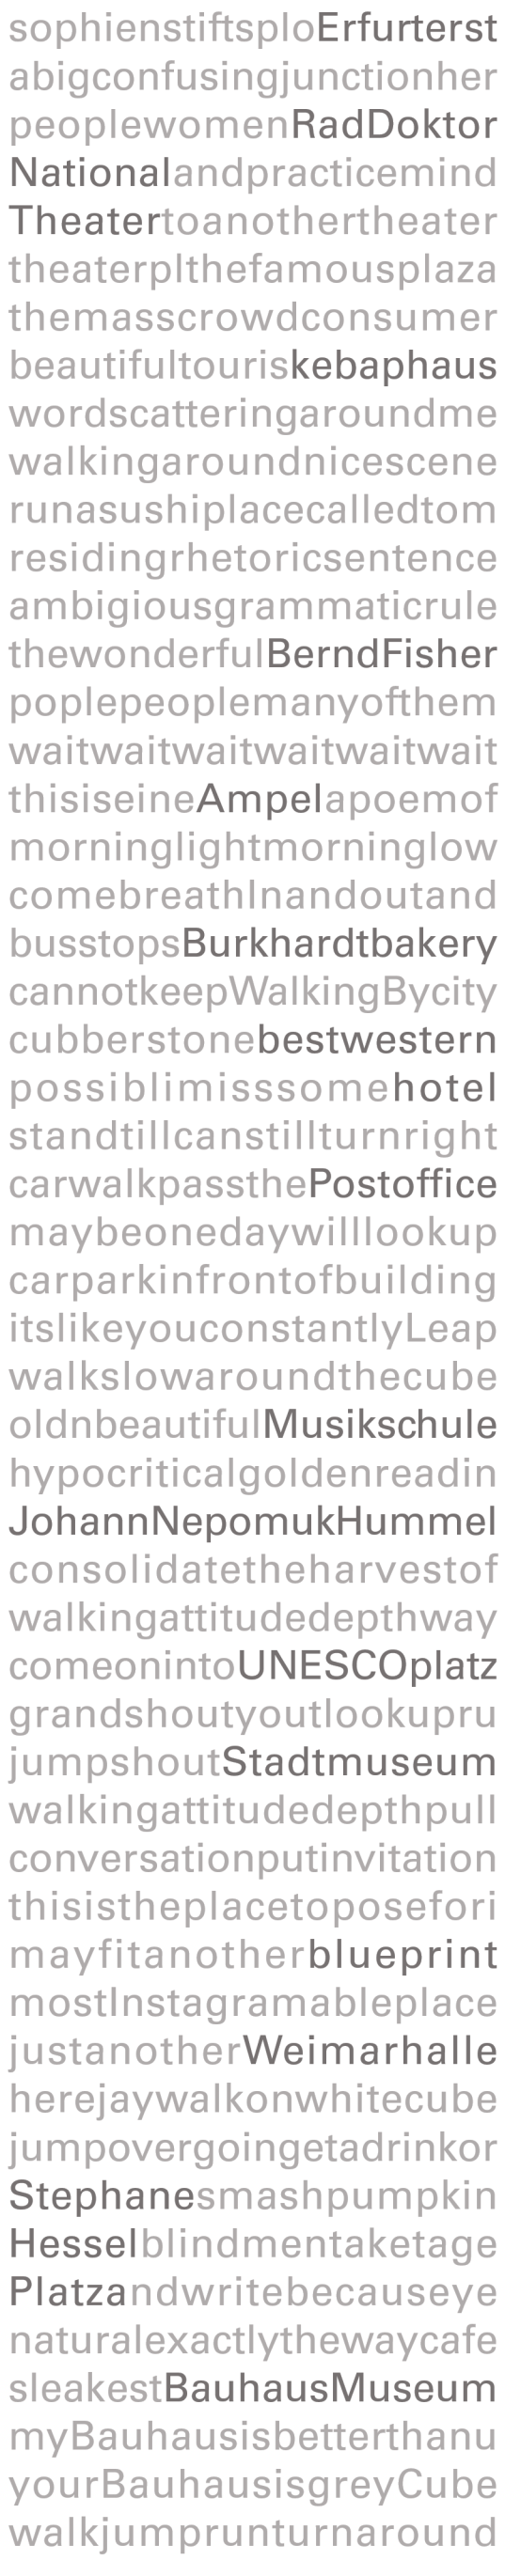 sophienstiftsploErfurterst
abigconfusingjunctionher
peoplewomenRadDoktor
Nationalandpracticemind
Theatertoanothertheater
theaterplthefamousplaza
themasscrowdconsumer
beautifultouriskebaphaus
wordscatteringaroundme
walkingaroundnicescene
runasushiplacecalledtom
residingrhetoricsentence
ambigiousgrammaticrule
thewonderfulBerndFisher
poplepeoplemanyofthem
waitwaitwaitwaitwaitwait
thisiseineAmpelapoemof
morninglightmorninglow
comebreathInandoutand
busstopsBurkhardtbakery
cannotkeepWalkingBycity
cubberstonebestwestern
possiblimisssomehotel
standtillcanstillturnright
carwalkpassthePostoffice
maybeonedaywilllookup
carparkinfrontofbuilding
itslikeyouconstantlyLeap
walkslowaroundthecube
oldnbeautifulMusikschule
hypocriticalgoldenreadin
JohannNepomukHummel
consolidatetheharvestof
walkingattitudedepthway
comeonintoUNESCOplatz
grandshoutyoutlookupru
jumpshoutStadtmuseum
walkingattitudedepthpull
conversationputinvitation
thisistheplacetoposefori
mayfitanotherblueprint
mostInstagramableplace
justanotherWeimarhalle
herejaywalkonwhitecube
jumpovergoingetadrinkor
Stephanesmashpumpkin
Hesselblindmentaketage
Platzandwritebecauseye
naturalexactlythewaycafe
sleakestBauhausMuseum
myBauhausisbetterthanu
yourBauhausisgreyCube
walkjumprunturnaround